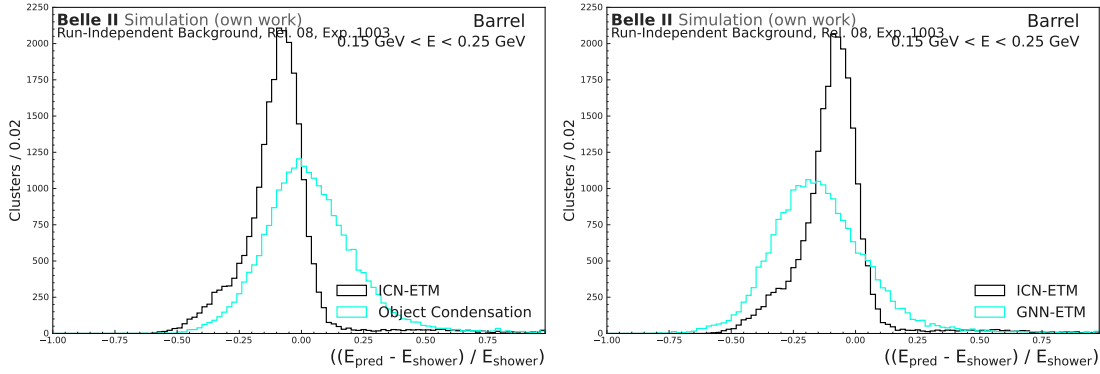 Belle II Simulation (own work)
Run-Independent Background, Rel. 08, Exp. 1003
Barrel
0.15 GeV < E < 0.25 GeV
Clusters / 0.02
2250
2000
1750
1500
1250
1000
750
500
250
0
ICN-ETM
Object Condensation
−1.00 −0.75 −0.50 −0.25 0.00 0.25 0.50 0.75
((E_pred - E_shower) / E_shower)
Belle II Simulation (own work)
Run-Independent Background, Rel. 08, Exp. 1003
Barrel
0.15 GeV < E < 0.25 GeV
Clusters / 0.02
2250
2000
1750
1500
1250
1000
750
500
250
0
ICN-ETM
GNN-ETM
−1.00 −0.75 −0.50 −0.25 0.00 0.25 0.50 0.75
((E_pred - E_shower) / E_shower)